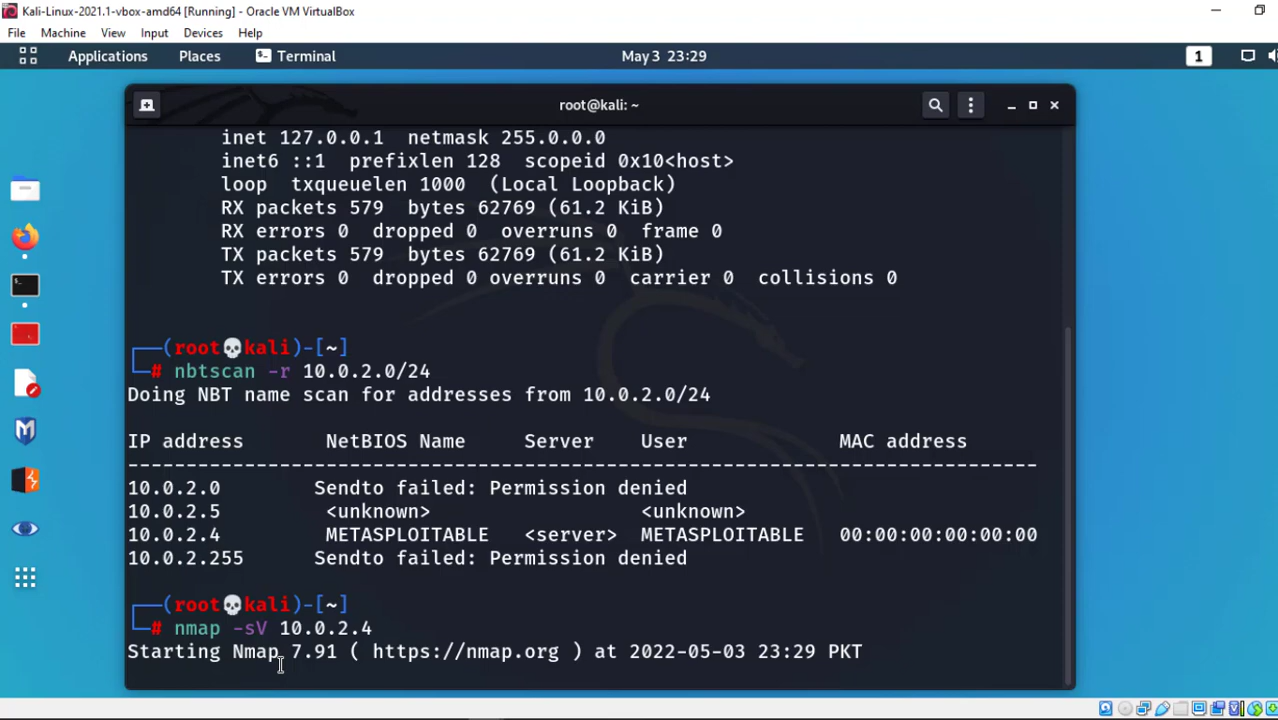 Kali-Linux-2021.1-vbox-amd64 [Running] - Oracle VM VirtualBox
File Machine View Input Devices Help
Applications Places Terminal May 3 23:29 1
root@kali: ~
inet 127.0.0.1 netmask 255.0.0.0
inet6 ::1 prefixlen 128 scopeid 0x10<host>
loop txqueuelen 1000 (Local Loopback)
RX packets 579 bytes 62769 (61.2 KiB)
RX errors 0 dropped 0 overruns 0 frame 0
TX packets 579 bytes 62769 (61.2 KiB)
TX errors 0 dropped 0 overruns 0 carrier 0 collisions 0
┌──(root💀kali)-[~]
└─# nbtscan -r 10.0.2.0/24
Doing NBT name scan for addresses from 10.0.2.0/24
IP address NetBIOS Name Server User MAC address
------------------------------------------------------------------------------
10.0.2.0 Sendto failed: Permission denied
10.0.2.5 <unknown> <unknown>
10.0.2.4 METASPLOITABLE <server> METASPLOITABLE 00:00:00:00:00:00
10.0.2.255 Sendto failed: Permission denied
┌──(root💀kali)-[~]
└─# nmap -sV 10.0.2.4
Starting Nmap 7.91 ( https://nmap.org ) at 2022-05-03 23:29 PKT